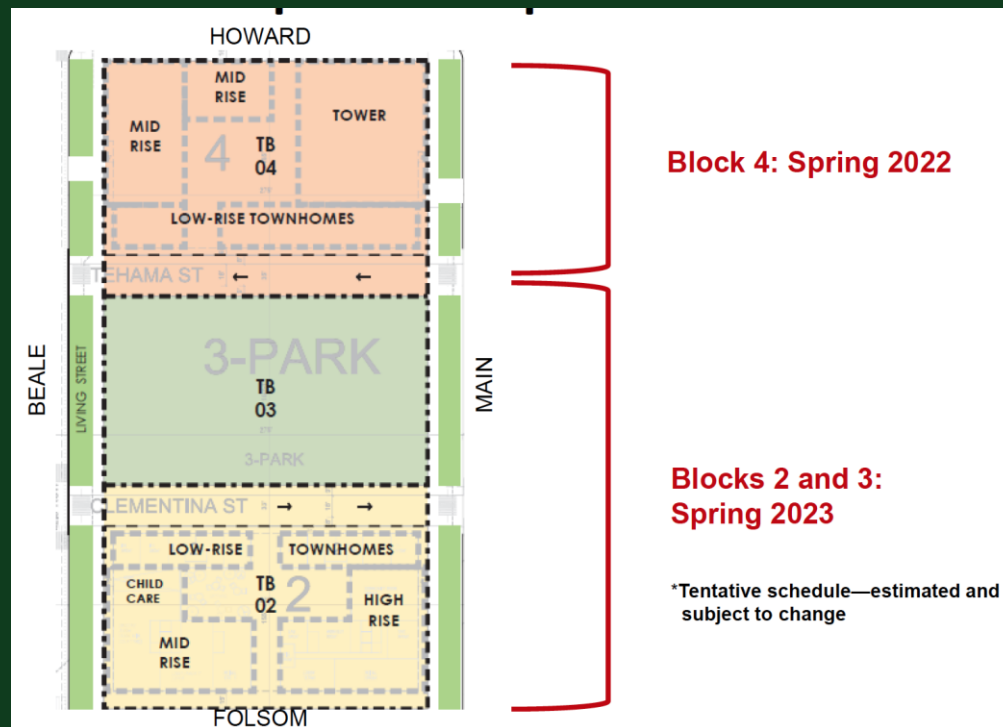 HOWARD
MID
RISE
TOWER
MID
RISE
4
TB
04
LOW-RISE TOWNHOMES
TEHAMA ST
BEALE
LIVING STREET
3-PARK
TB
03
MAIN
3-PARK
CLEMENTINA ST
LOW-RISE
TOWNHOMES
CHILD
CARE
TB
02
2
HIGH
RISE
MID
RISE
FOLSOM
Block 4: Spring 2022
Blocks 2 and 3:
Spring 2023
*Tentative schedule—estimated and
subject to change